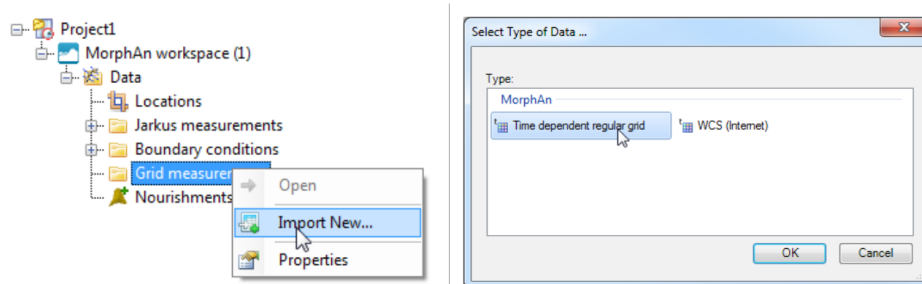 Project1
MorphAn workspace (1)
Data
Locations
Jarkus measurements
Boundary conditions
Grid measurer
Nourishments
Open
Import New...
Properties
Select Type of Data ...
Type:
MorphAn
Time dependent regular grid
WCS (Internet)
OK
Cancel